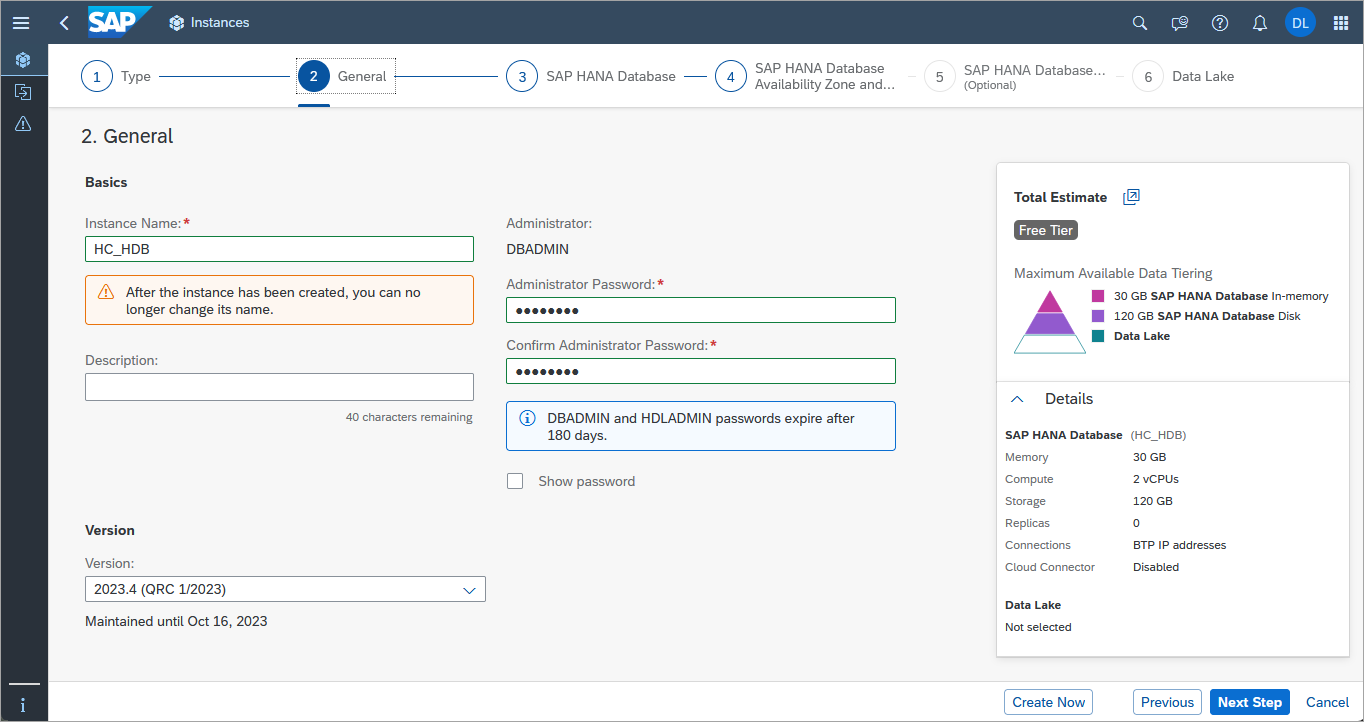 SAP
Instances
DL
1 Type
2 General
3 SAP HANA Database
4 SAP HANA Database
Availability Zone and...
5 SAP HANA Database...
(Optional)
6 Data Lake
2. General
Basics
Instance Name:*
HC_HDB
After the instance has been created, you can no
longer change its name.
Description:
40 characters remaining
Administrator:
DBADMIN
Administrator Password:*
Confirm Administrator Password:*
DBADMIN and HDLADMIN passwords expire after
180 days.
Show password
Version
Version:
2023.4 (QRC 1/2023)
Maintained until Oct 16, 2023
Total Estimate
Free Tier
Maximum Available Data Tiering
30 GB SAP HANA Database In-memory
120 GB SAP HANA Database Disk
Data Lake
Details
SAP HANA Database (HC_HDB)
Memory 30 GB
Compute 2 vCPUs
Storage 120 GB
Replicas 0
Connections BTP IP addresses
Cloud Connector Disabled
Data Lake
Not selected
Create Now
Previous
Next Step
Cancel